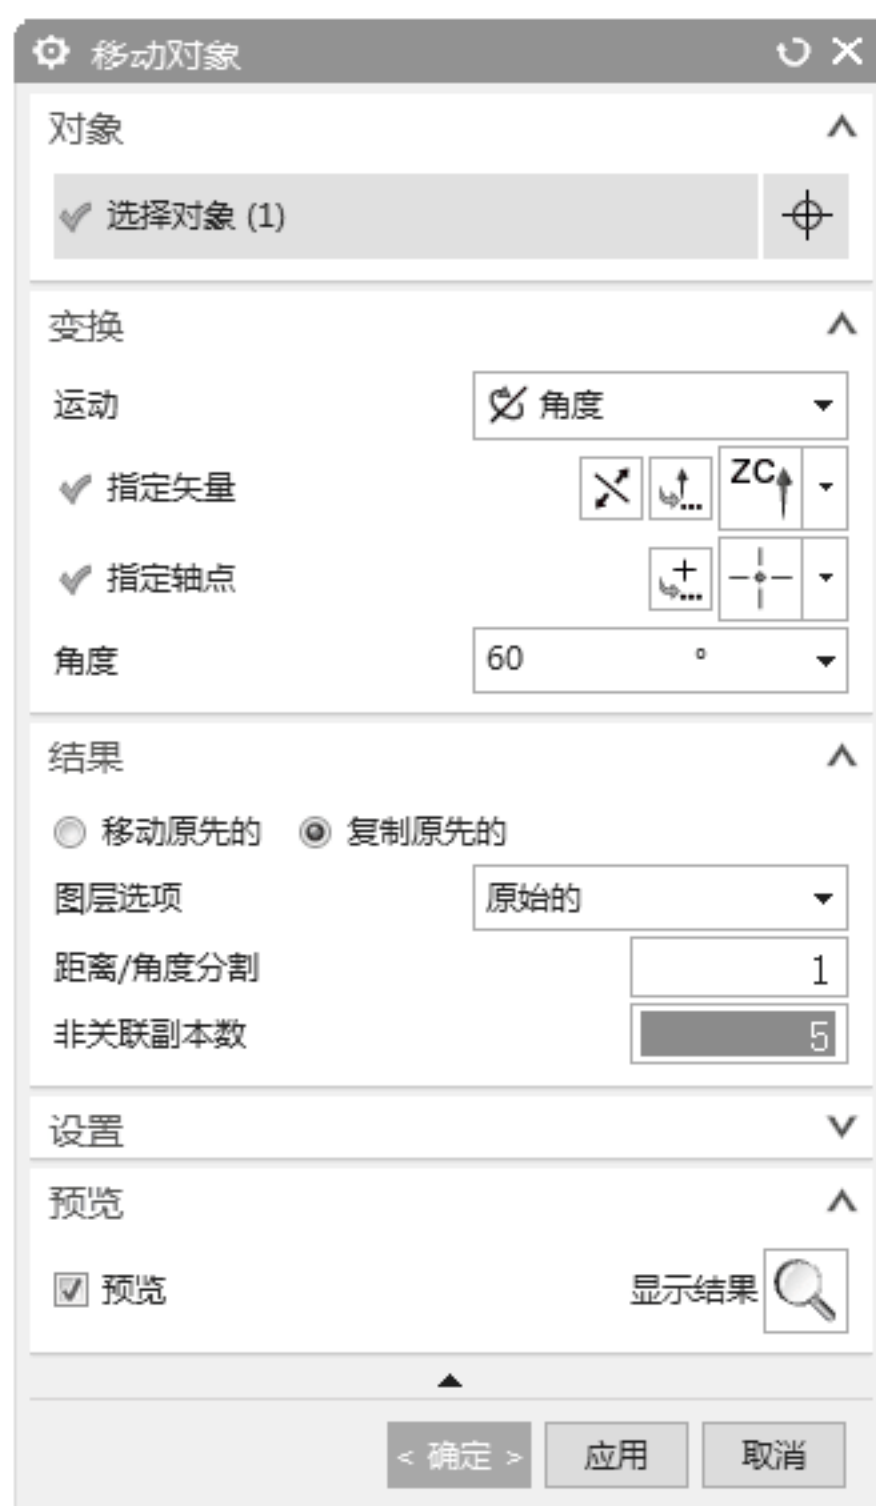 移动对象
对象
选择对象 (1)
变换
运动 角度
指定矢量 ZC
指定轴点
角度 60 °
结果
移动原先的 复制原先的
图层选项 原始的
距离/角度分割 1
非关联副本数 5
设置
预览
预览 显示结果
< 确定 > 应用 取消